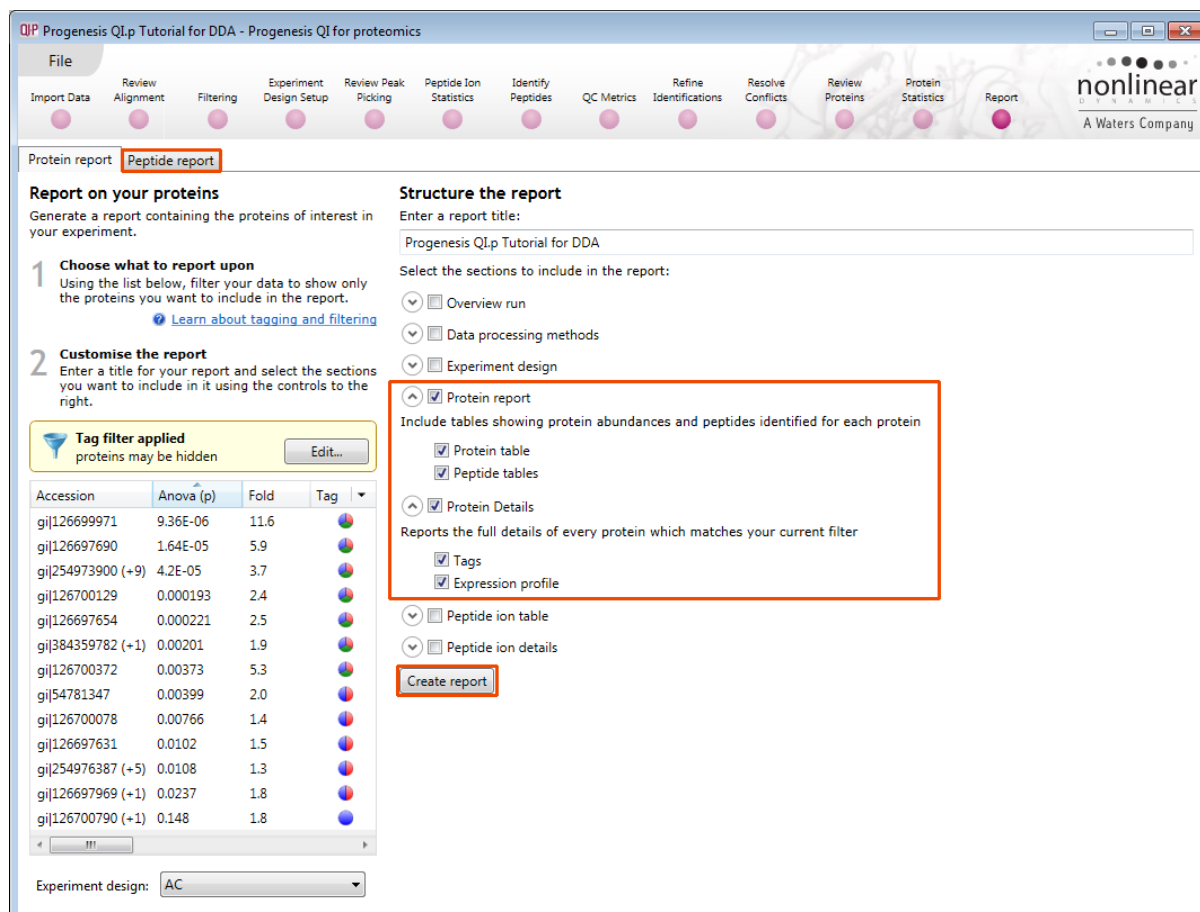 QI.P Progenesis QI.p Tutorial for DDA - Progenesis QI for proteomics
File
Import Data
Review Alignment
Filtering
Experiment Design Setup
Review Peak Picking
Peptide Ion Statistics
Identify Peptides
QC Metrics
Refine Identifications
Resolve Conflicts
Review Proteins
Protein Statistics
Report
nonlinear
DYNAMICS
A Waters Company
Protein report
Peptide report
Report on your proteins
Generate a report containing the proteins of interest in
your experiment.
1 Choose what to report upon
Using the list below, filter your data to show only
the proteins you want to include in the report.
? Learn about tagging and filtering
2 Customise the report
Enter a title for your report and select the sections
you want to include in it using the controls to the
right.
Tag filter applied
proteins may be hidden
Edit...
Accession Anova (p) Fold Tag
gi|126699971 9.36E-06 11.6
gi|126697690 1.64E-05 5.9
gi|254973900 (+9) 4.2E-05 3.7
gi|126700129 0.000193 2.4
gi|126697654 0.000221 2.5
gi|384359782 (+1) 0.00201 1.9
gi|126700372 0.00373 5.3
gi|54781347 0.00399 2.0
gi|126700078 0.00766 1.4
gi|126697631 0.0102 1.5
gi|254976387 (+5) 0.0108 1.3
gi|126697969 (+1) 0.0237 1.8
gi|126700790 (+1) 0.148 1.8
Experiment design: AC
Structure the report
Enter a report title:
Progenesis QI.p Tutorial for DDA
Select the sections to include in the report:
Overview run
Data processing methods
Experiment design
Protein report
Include tables showing protein abundances and peptides identified for each protein
Protein table
Peptide tables
Protein Details
Reports the full details of every protein which matches your current filter
Tags
Expression profile
Peptide ion table
Peptide ion details
Create report